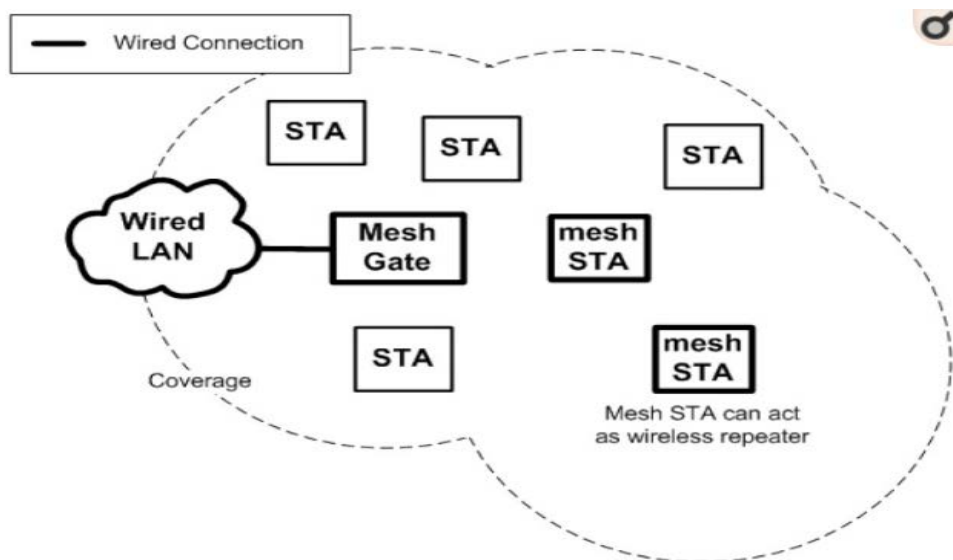 Wired Connection
STA
STA
STA
Wired
LAN
Mesh
Gate
mesh
STA
STA
mesh
STA
Coverage
Mesh STA can act
as wireless repeater